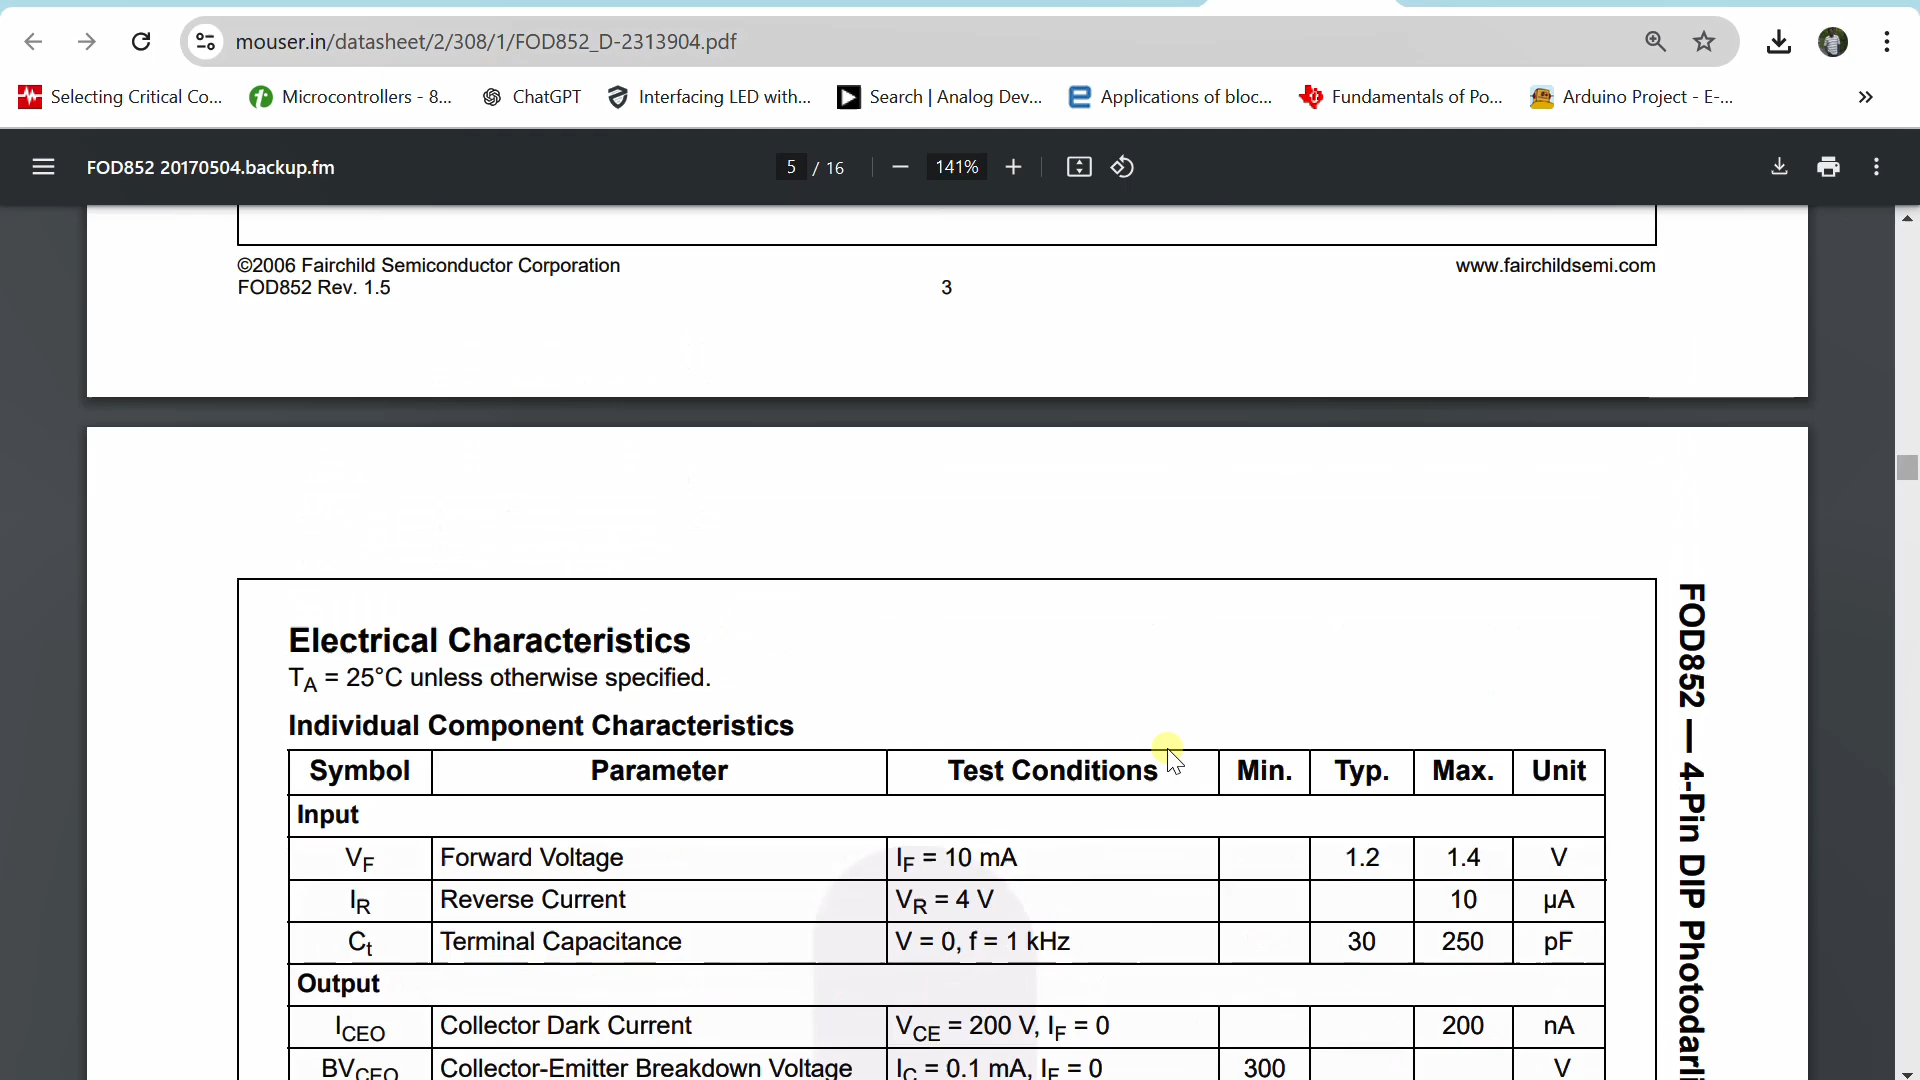 mouser.in/datasheet/2/308/1/FOD852_D-2313904.pdf
Selecting Critical Co... Microcontrollers - 8... ChatGPT Interfacing LED with... Search | Analog Dev... Applications of bloc... Fundamentals of Po... Arduino Project - E-... »
FOD852 20170504.backup.fm 5 / 16 — 141% +
©2006 Fairchild Semiconductor Corporation www.fairchildsemi.com
FOD852 Rev. 1.5 3
Electrical Characteristics
TA = 25°C unless otherwise specified.
Individual Component Characteristics
Symbol Parameter Test Conditions Min. Typ. Max. Unit
Input
VF Forward Voltage IF = 10 mA 1.2 1.4 V
IR Reverse Current VR = 4 V 10 µA
Ct Terminal Capacitance V = 0, f = 1 kHz 30 250 pF
Output
ICEO Collector Dark Current VCE = 200 V, IF = 0 200 nA
BVCEO Collector-Emitter Breakdown Voltage IC = 0.1 mA, IF = 0 300 V
FOD852 — 4-Pin DIP Photodarli